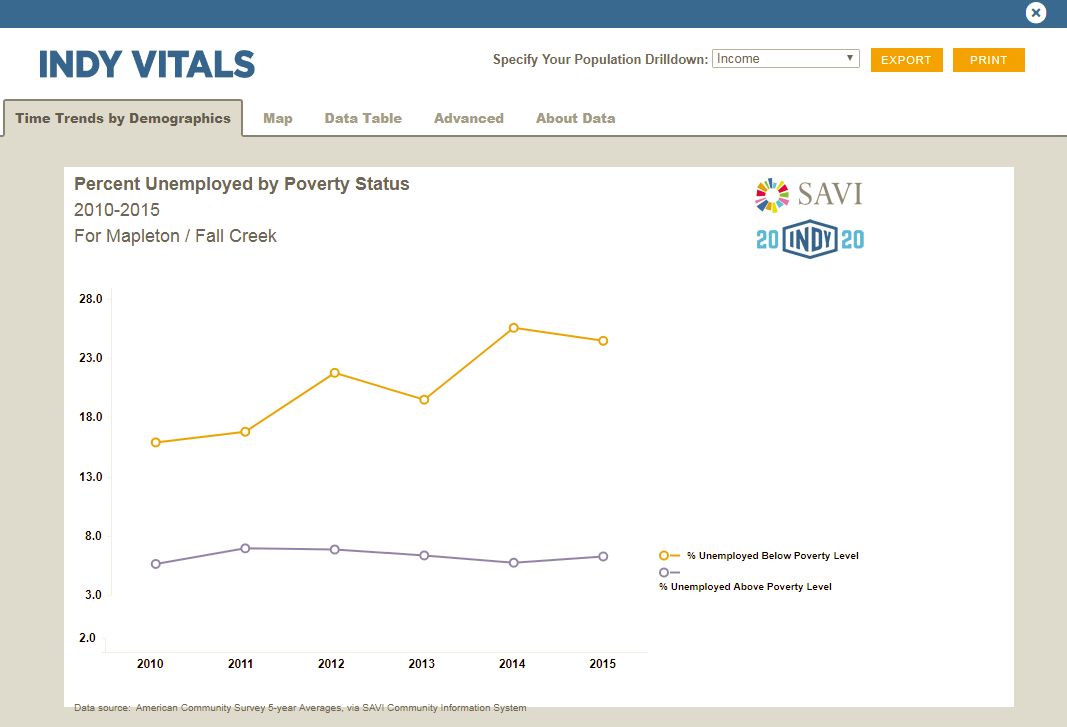 INDY VITALS
Specify Your Population Drilldown: Income
EXPORT
PRINT
Time Trends by Demographics
Map
Data Table
Advanced
About Data
Percent Unemployed by Poverty Status
2010-2015
For Mapleton / Fall Creek
SAVI
20 INDY 20
28.0
23.0
18.0
13.0
8.0
3.0
2.0
% Unemployed Below Poverty Level
% Unemployed Above Poverty Level
2010 2011 2012 2013 2014 2015
Data source: American Community Survey 5-year Averages, via SAVI Community Information System